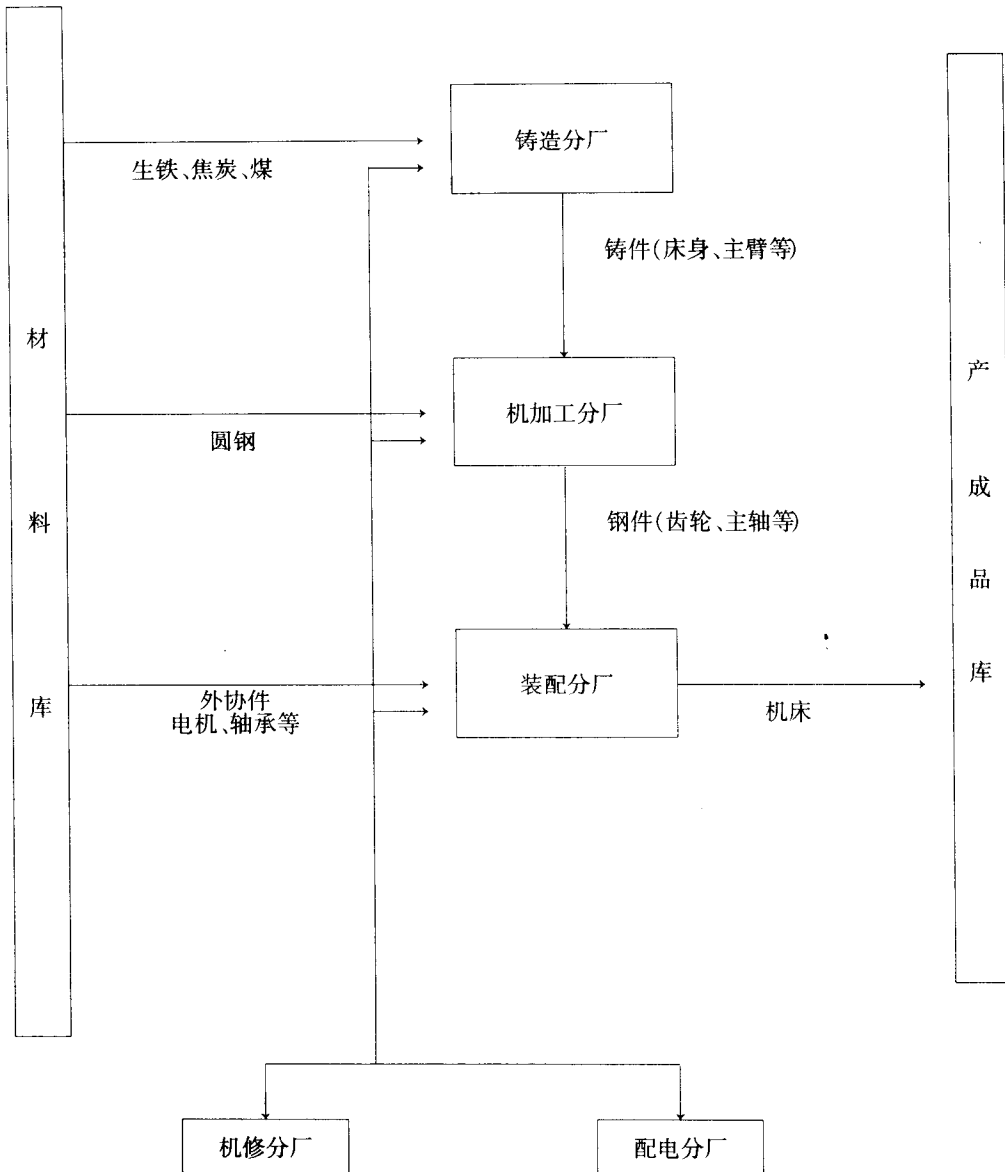 材料库
铸造分厂
生铁、焦炭、煤
铸件(床身、主臂等)
机加工分厂
圆钢
钢件(齿轮、主轴等)
装配分厂
外协件
电机、轴承等
机床
产成品库
机修分厂
配电分厂